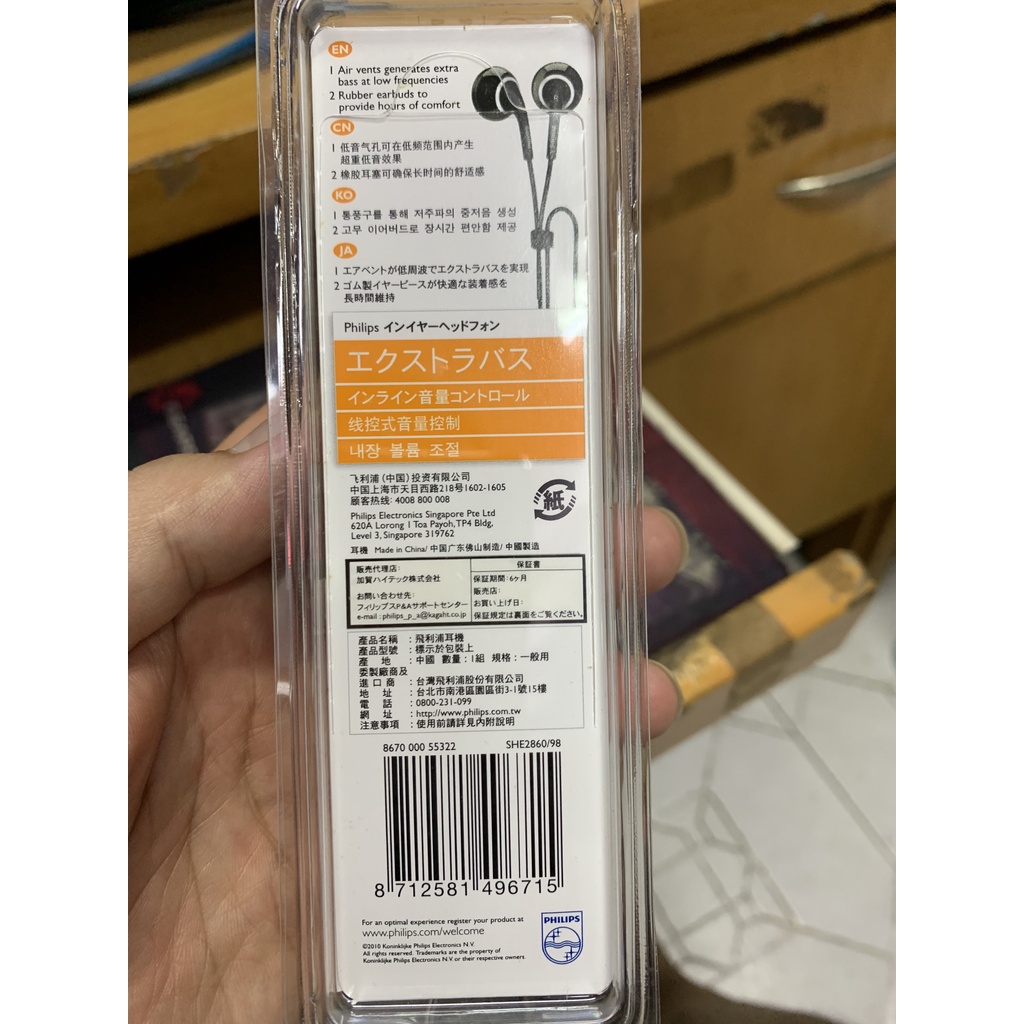 EN
1 Air vents generates extra
bass at low frequencies
2 Rubber earbuds to
provide hours of comfort
CN
1 低音气孔可在低频范围内产生
超重低音效果
2 橡胶耳塞可确保长时间的舒适感
KO
1 통풍구를 통해 저주파의 중저음 생성
2 고무 이어버드로 장시간 편안함 제공
JA
1 エアベントが低周波でエクストラバスを実現
2 ゴム製イヤーピースが快適な装着感を
長時間維持
Philips インイヤーヘッドフォン
エクストラバス
インライン音量コントロール
线控式音量控制
내장 볼륨 조절
飞利浦(中国)投资有限公司
中国上海市天目西路218号1602-1605
顾客热线: 4008 800 008
紙
Philips Electronics Singapore Pte Ltd
620A Lorong 1 Toa Payoh, TP4 Bldg,
Level 3, Singapore 319762
耳機 Made in China/ 中国广东佛山制造/ 中國製造
販売代理店:
加賀ハイテック株式会社
お問い合わせ先:
フィリップスP&Aサポートセンター
e-mail : philips_p_a@kagaht.co.jp
保証書
保証期間: 6ヶ月
販売店:
お買い上げ日:
保証規定は裏面をご覧ください。
產品名稱 : 飛利浦耳機
產品型號 : 標示於包裝上
產 地 : 中國 數量 : 1組 規格 : 一般用
委製廠商及
進口商 : 台灣飛利浦股份有限公司
地 址 : 台北市南港區園區街3-1號15樓
電 話 : 0800-231-099
網 址 : http://www.philips.com.tw
注意事項 : 使用前請詳見內附說明
8670 000 55322 SHE2860/98
8 712581 496715
For an optimal experience register your product at
www.philips.com/welcome
©2010 Koninklijke Philips Electronics N.V.
All rights reserved. Trademarks are the property of
Koninklijke Philips Electronics N.V. or their respective owners
PHILIPS